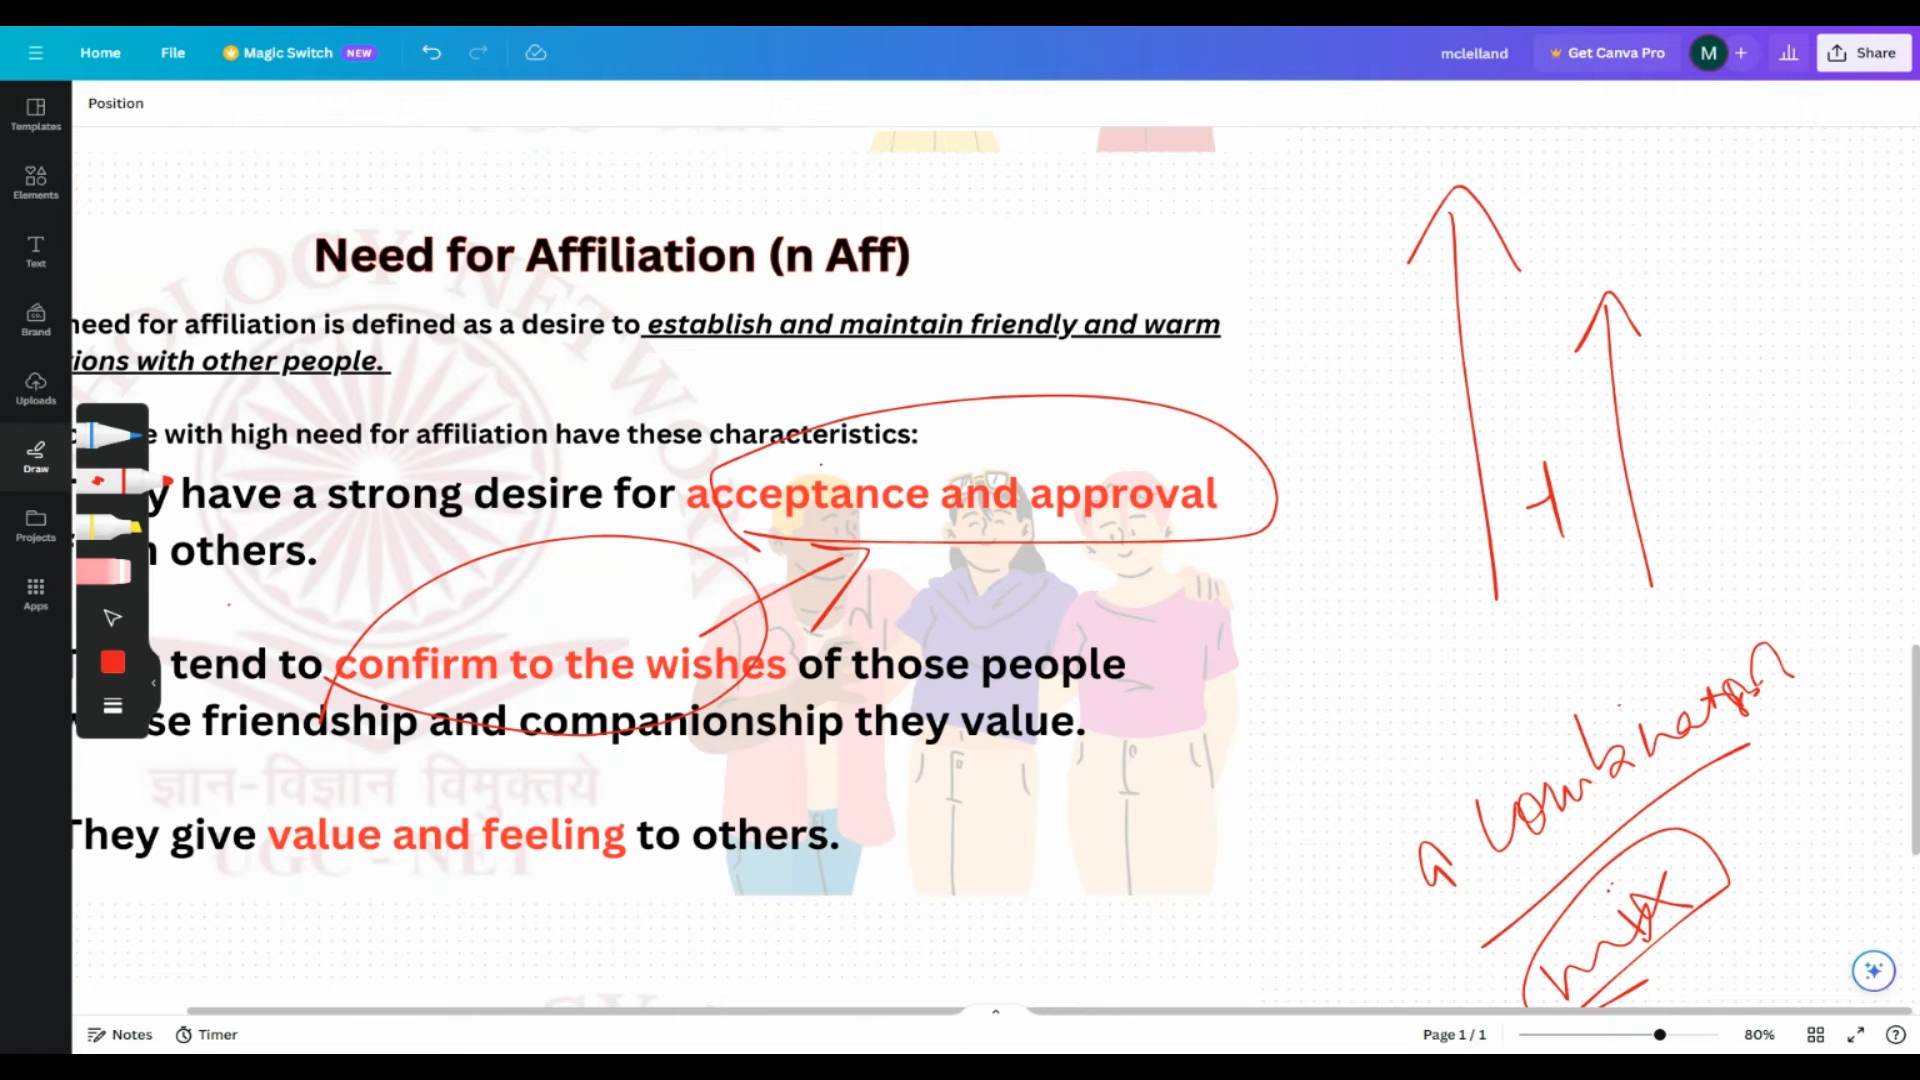 Home File Magic Switch NEW mclelland Get Canva Pro M + Share
Position
Templates
Elements
Text
Brand
Uploads
Draw
Projects
Apps
Need for Affiliation (n Aff)
need for affiliation is defined as a desire to establish and maintain friendly and warm
ions with other people.
e with high need for affiliation have these characteristics:
y have a strong desire for acceptance and approval
others.
tend to confirm to the wishes of those people
se friendship and companionship they value.
They give value and feeling to others.
+
combination
mix
ज्ञान-विज्ञान विमुक्तये
UGC - NET
Notes Timer Page 1 / 1 80%